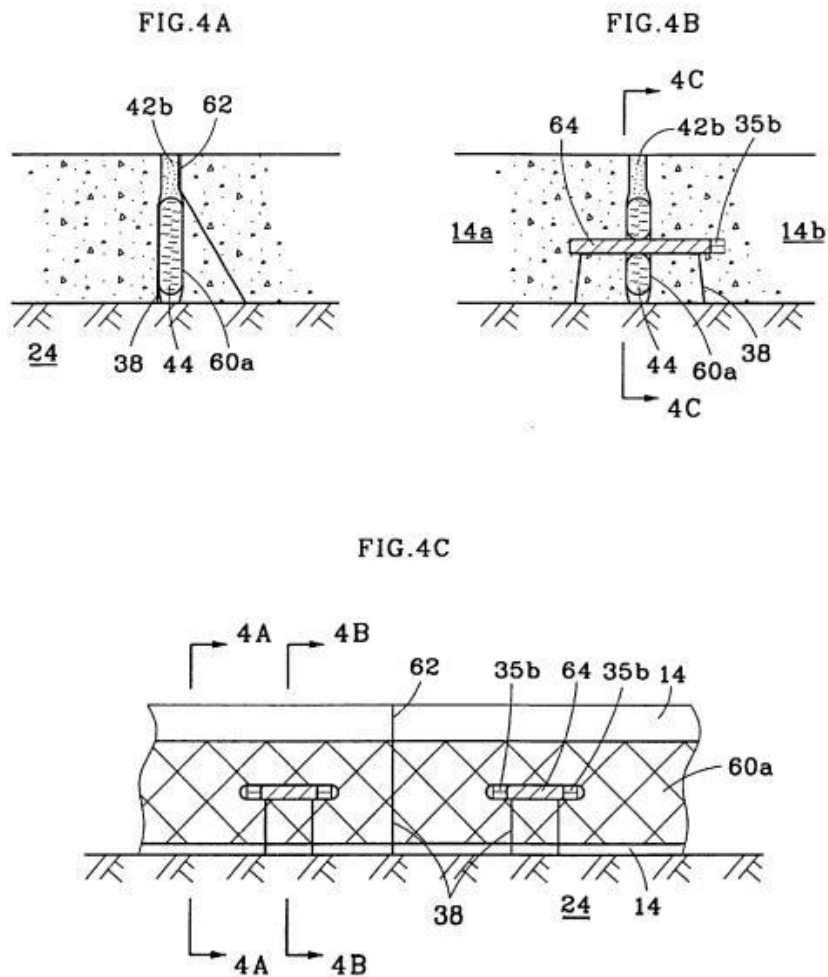 FIG.4A
FIG.4B
42b 62
4C
42b 35b
64
14a 14b
24 38 44 60a
44 60a 38
4C
FIG.4C
4A 4B
62 35b 64 35b 14
60a
38 24 14
4A 4B